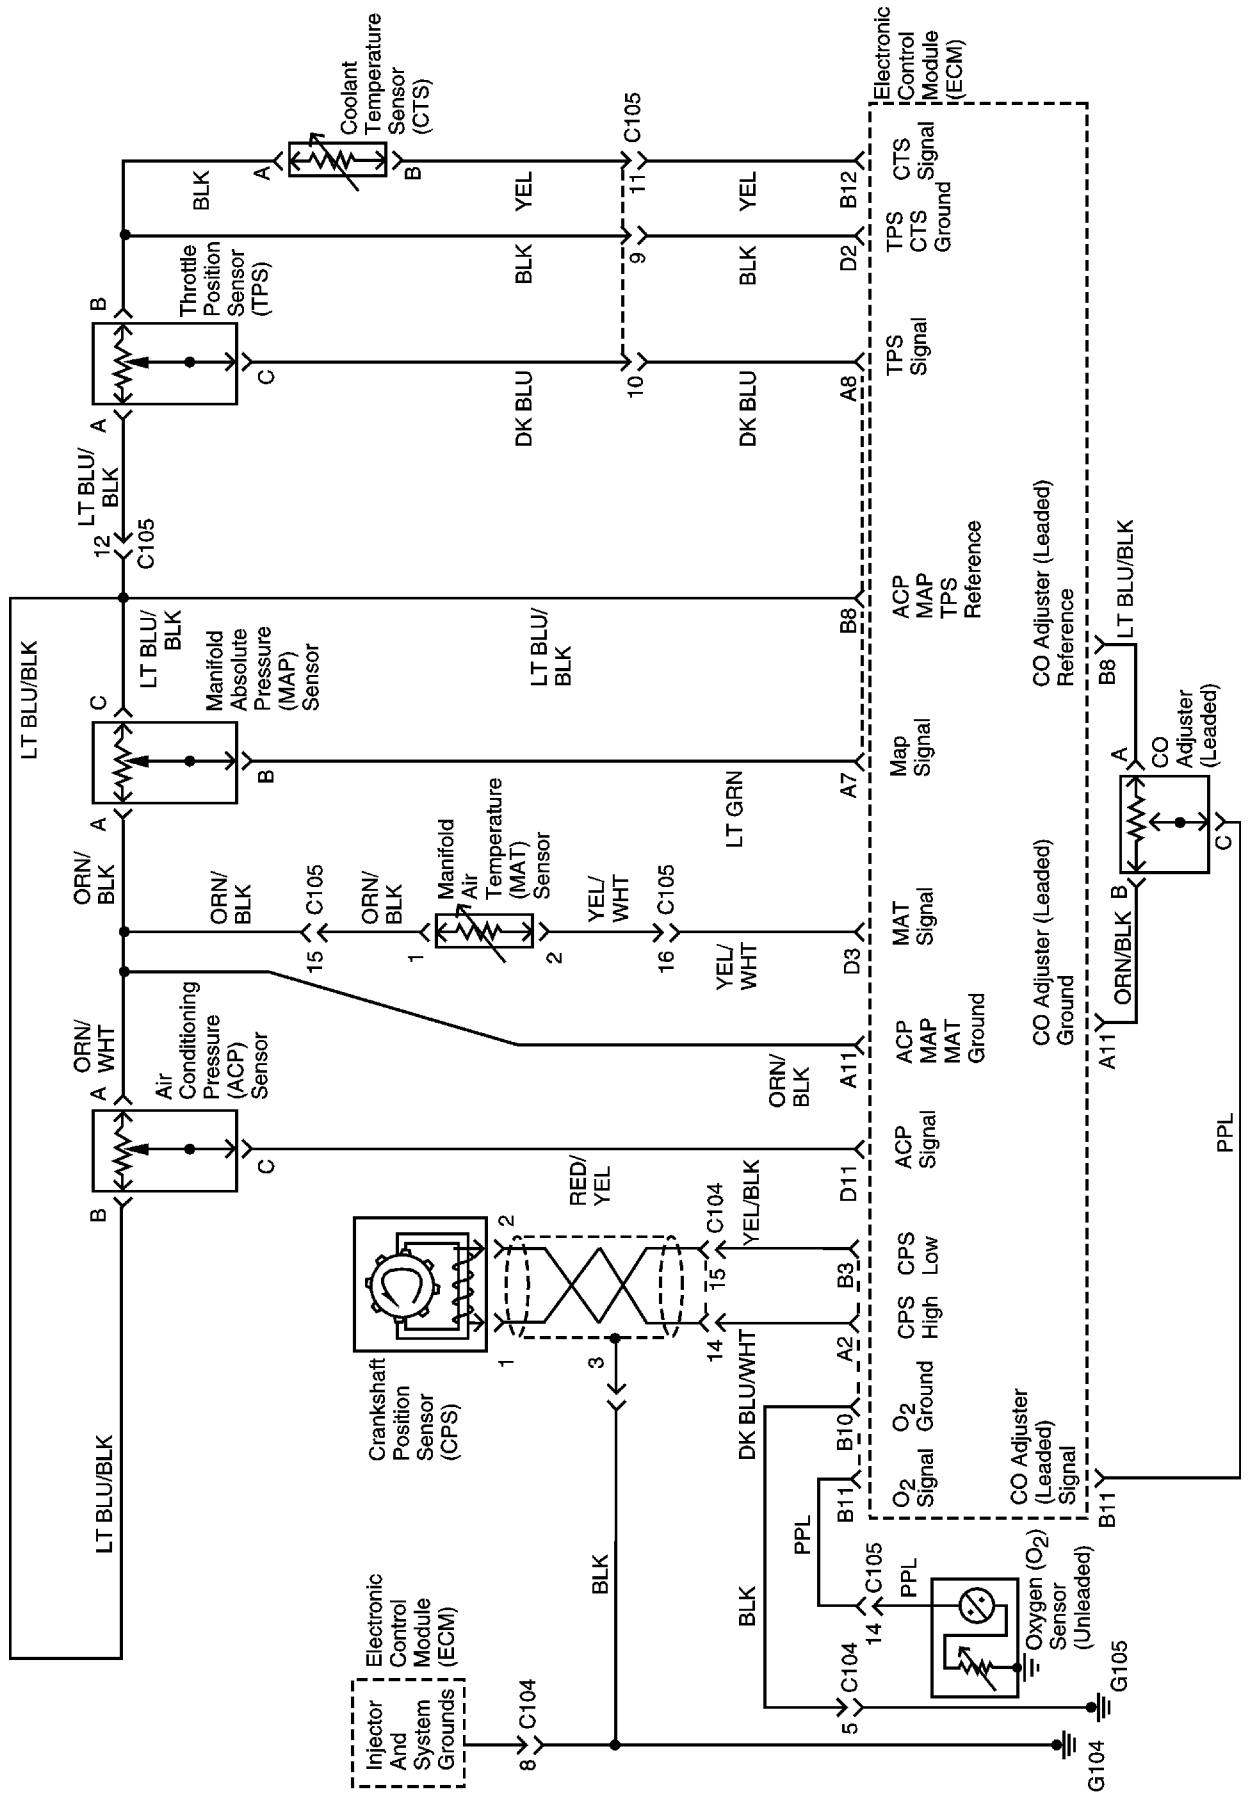 LT BLU/BLK
LT BLU/BLK
B
A
ORN/
WHT
ORN/
BLK
A
C
LT BLU/
BLK
12
C105
LT BLU/
BLK
A
B
Air
Conditioning
Pressure
(ACP)
Sensor
C
Manifold
Absolute
Pressure
(MAP)
Sensor
B
Throttle
Position
Sensor
(TPS)
C
BLK
A
Coolant
Temperature
Sensor
(CTS)
B
ORN/
BLK
15
C105
ORN/
BLK
1
Manifold
Air
Temperature
(MAT)
Sensor
2
YEL/
WHT
16
C105
YEL/
WHT
Crankshaft
Position
Sensor
(CPS)
1
2
3
RED/
YEL
LT BLU/
BLK
DK BLU
BLK
YEL
10
9
11
C105
Electronic
Control
Module
(ECM)
Injector
And
System
Grounds
8
C104
BLK
14
15
C104
DK BLU/WHT
YEL/BLK
ORN/
BLK
LT GRN
DK BLU
BLK
YEL
BLK
PPL
B11
B10
A2
B3
D11
A11
D3
A7
B8
A8
D2
B12
5
C104
14
C105
PPL
O2
Signal
O2
Ground
CPS
High
CPS
Low
ACP
Signal
ACP
MAP
MAT
Ground
MAT
Signal
Map
Signal
ACP
MAP
TPS
Reference
TPS
Signal
TPS
CTS
Ground
CTS
Signal
Electronic
Control
Module
(ECM)
Oxygen (O2)
Sensor
(Unleaded)
CO Adjuster
(Leaded)
Signal
CO Adjuster (Leaded)
Ground
CO Adjuster (Leaded)
Reference
G104
G105
B11
A11
ORN/BLK
B
A
B8
LT BLU/BLK
CO
Adjuster
(Leaded)
C
PPL